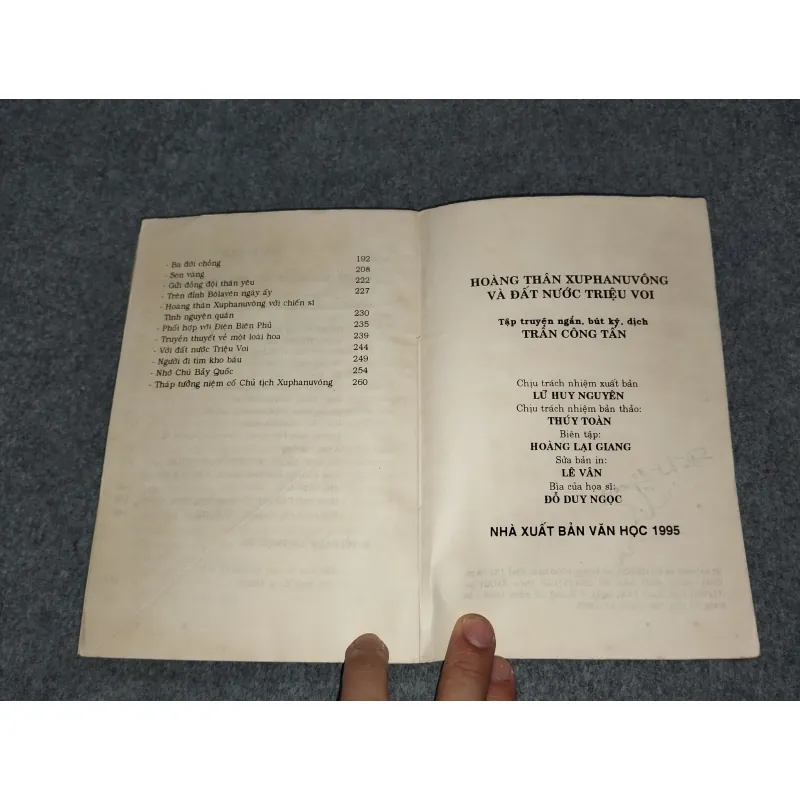 - Ba đời chồng 192
- Sen vàng 208
- Gửi đồng đội thân yêu 222
- Trên đỉnh Bôlavên ngày ấy 227
- Hoàng thân Xuphanuvông với chiến sĩ
Tình nguyện quân 230
- Phối hợp với Điện Biên Phủ 235
- Truyền thuyết về một loài hoa 239
- Với đất nước Triệu Voi 244
- Người đi tìm kho báu 249
- Nhớ Chú Bảy Quốc 254
- Tháp tưởng niệm cố Chủ tịch Xuphanuvông 260
HOÀNG THÂN XUPHANUVÔNG
VÀ ĐẤT NƯỚC TRIỆU VOI
Tập truyện ngắn, bút ký, dịch
TRẦN CÔNG TẤN
Chịu trách nhiệm xuất bản
LỮ HUY NGUYÊN
Chịu trách nhiệm bản thảo:
THÚY TOÀN
Biên tập:
HOÀNG LẠI GIANG
Sửa bản in:
LÊ VÂN
Bìa của họa sĩ:
ĐỖ DUY NGỌC
NHÀ XUẤT BẢN VĂN HỌC 1995